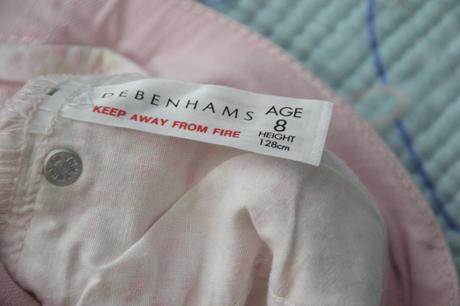 DEBENHAMS
KEEP AWAY FROM FIRE
AGE
8
HEIGHT
128cm